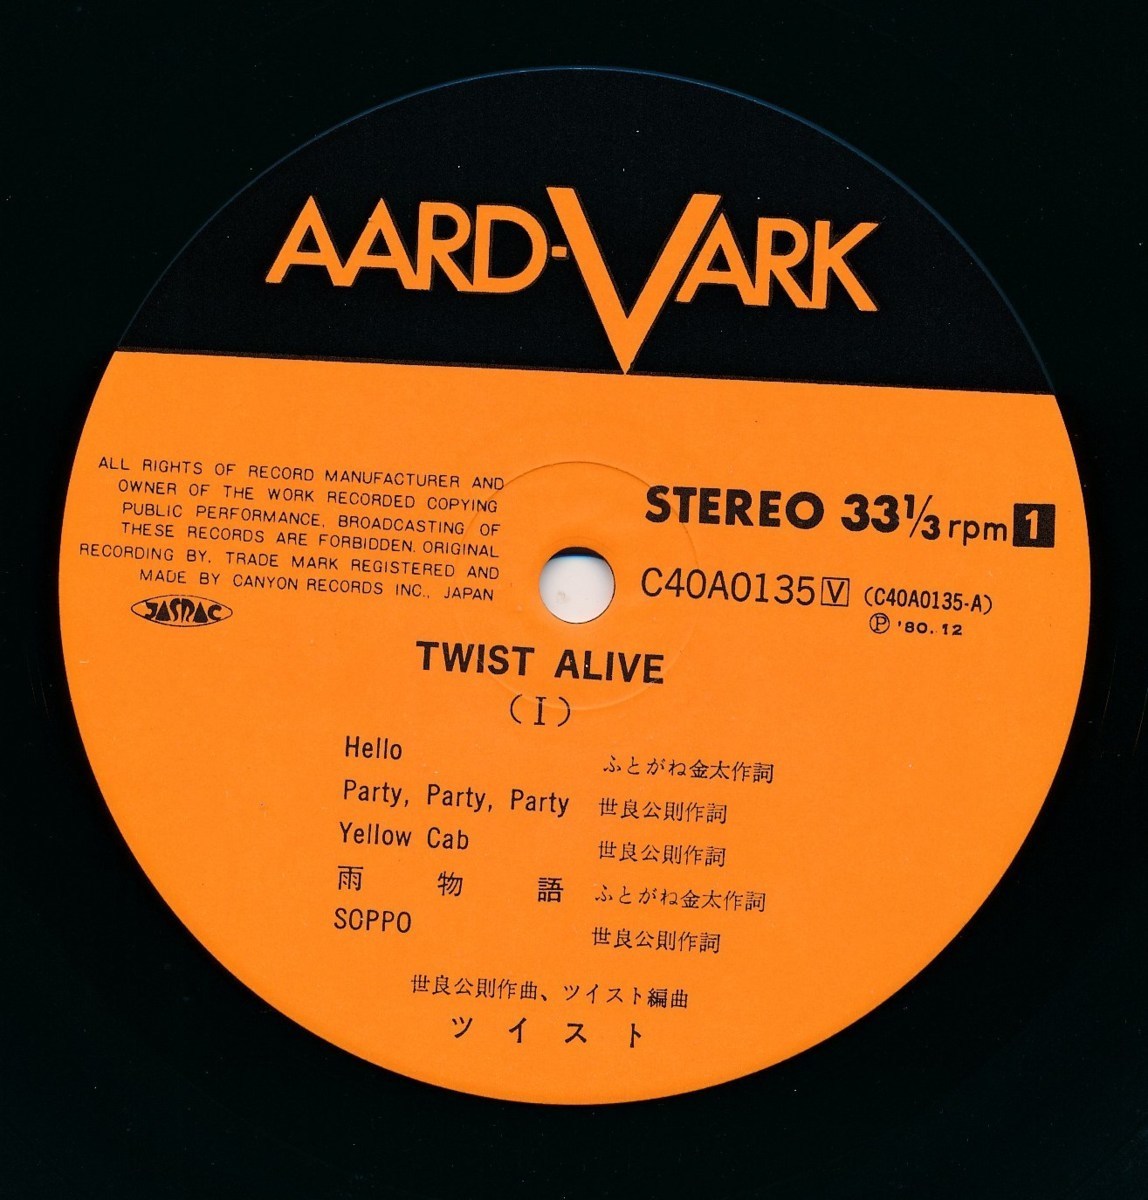 AARD-VARK
ALL RIGHTS OF RECORD MANUFACTURER AND
OWNER OF THE WORK RECORDED COPYING
PUBLIC PERFORMANCE, BROADCASTING OF
THESE RECORDS ARE FORBIDDEN. ORIGINAL
RECORDING BY. TRADE MARK REGISTERED AND
MADE BY CANYON RECORDS INC., JAPAN
JASRAC
STEREO 33 1/3 rpm 1
C40A0135 V (C40A0135-A)
Ⓟ '80. 12
TWIST ALIVE
(I)
Hello ふとがね金太作詞
Party, Party, Party 世良公則作詞
Yellow Cab 世良公則作詞
雨物語 ふとがね金太作詞
SOPPO 世良公則作詞
世良公則作曲、ツイスト編曲
ツイスト